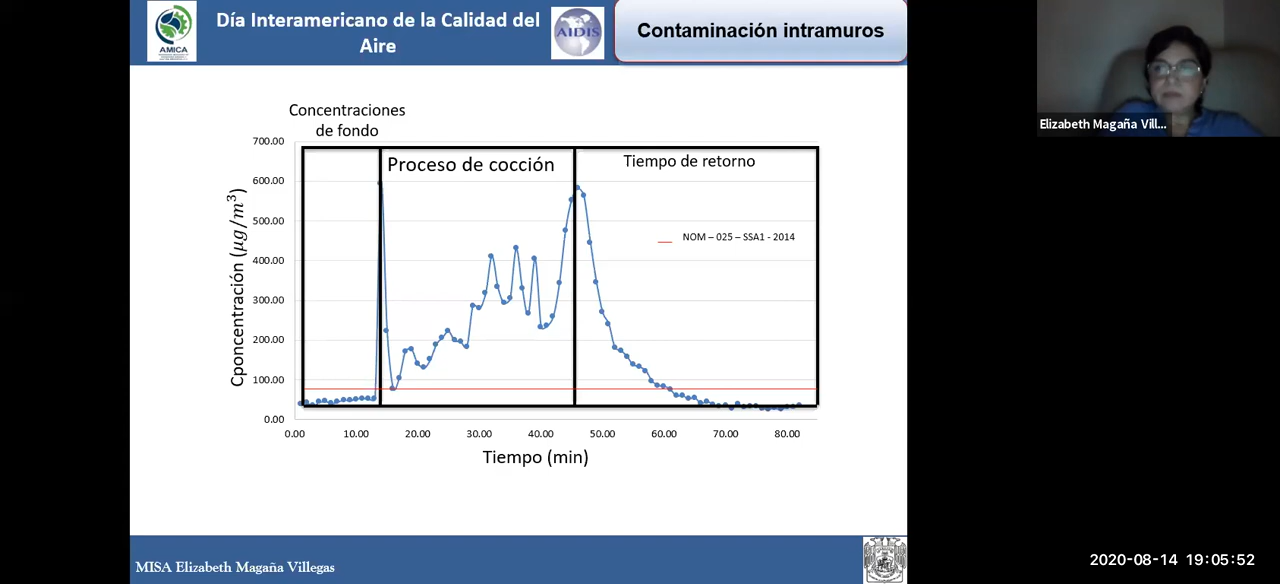 Día Interamericano de la Calidad del
Aire
AMICA
AIDIS
Contaminación intramuros
Elizabeth Magaña Vill...
Concentraciones
de fondo
Proceso de cocción
Tiempo de retorno
NOM – 025 – SSA1 - 2014
Cponcentración (μg/m³)
700.00
600.00
500.00
400.00
300.00
200.00
100.00
0.00
0.00 10.00 20.00 30.00 40.00 50.00 60.00 70.00 80.00
Tiempo (min)
MISA Elizabeth Magaña Villegas
2020-08-14 19:05:52